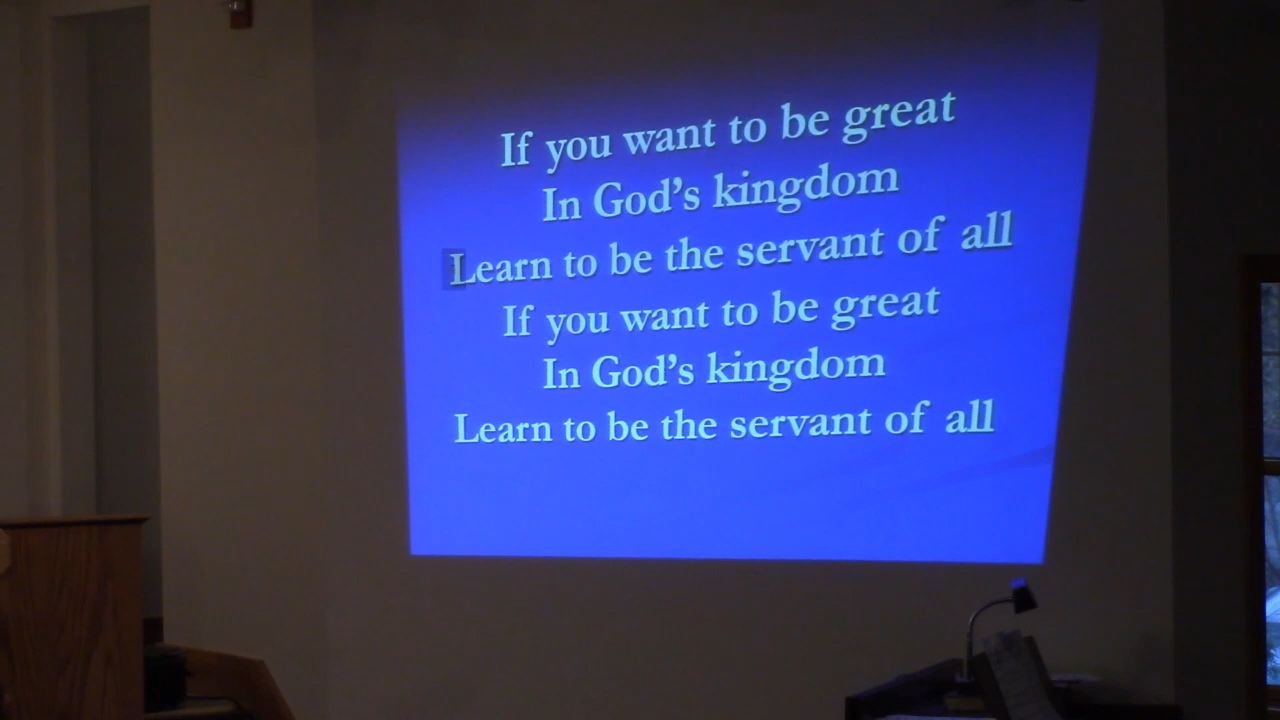 If you want to be great
In God's kingdom
Learn to be the servant of all
If you want to be great
In God's kingdom
Learn to be the servant of all